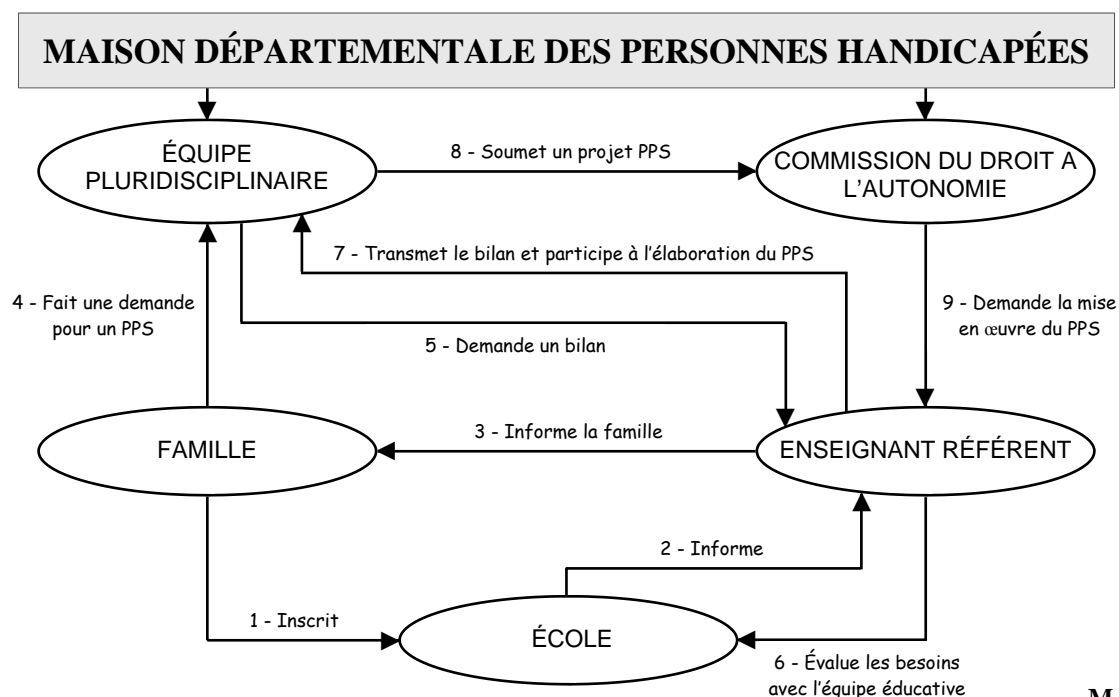 MAISON DÉPARTEMENTALE DES PERSONNES HANDICAPÉES
ÉQUIPE
PLURIDISCIPLINAIRE
8 - Soumet un projet PPS
COMMISSION DU DROIT A
L'AUTONOMIE
7 - Transmet le bilan et participe à l'élaboration du PPS
4 - Fait une demande
pour un PPS
9 - Demande la mise
en œuvre du PPS
5 - Demande un bilan
FAMILLE
3 - Informe la famille
ENSEIGNANT RÉFÉRENT
2 - Informe
1 - Inscrit
ÉCOLE
6 - Évalue les besoins
avec l'équipe éducative
M